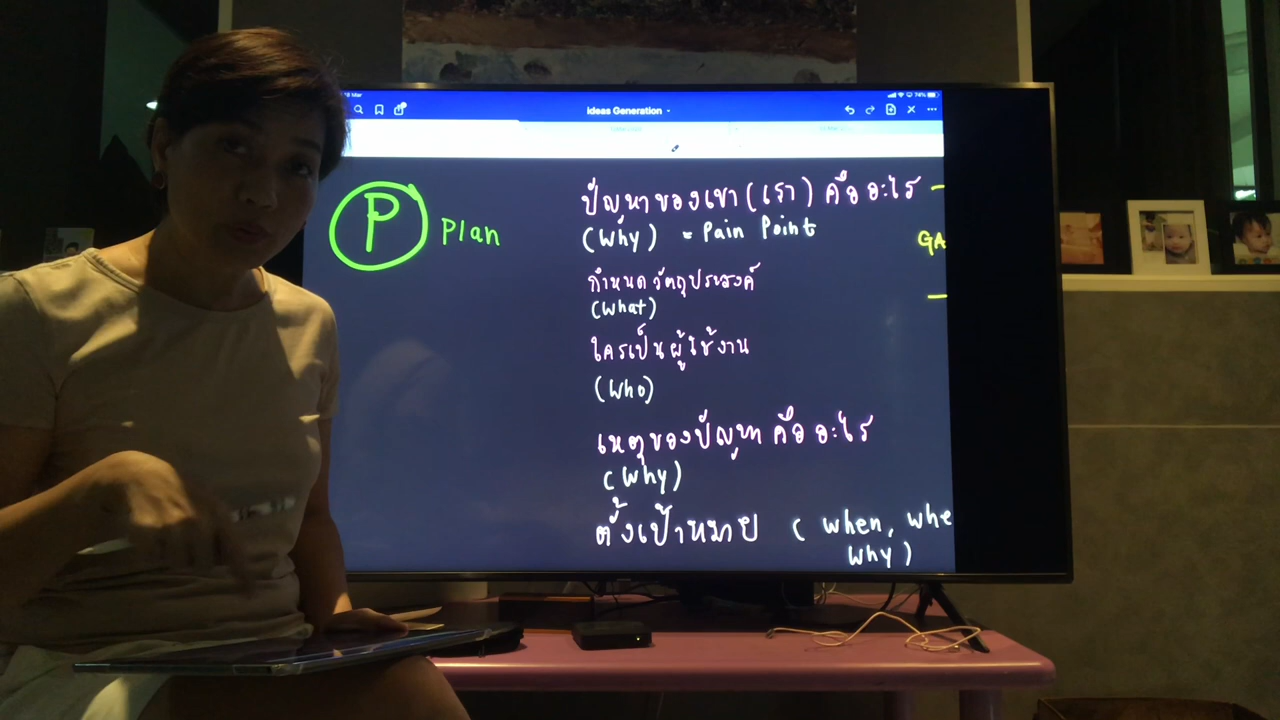 Ideas Generation
74%
P Plan
ปัญหาของเขา (เรา) คืออะไร
(Why) = Pain Point
GA
กำหนดวัตถุประสงค์
(What)
ใครเป็นผู้ใช้งาน
(Who)
เหตุของปัญหาคืออะไร
(Why)
ตั้งเป้าหมาย (When, Whe
Why)